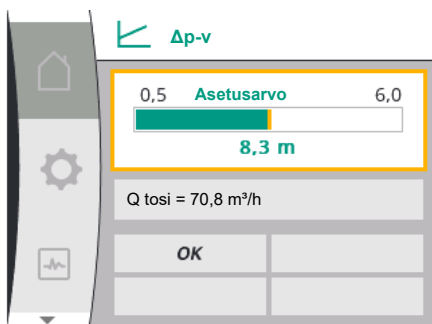 Δp-v
0,5 Asetusarvo 6,0
8,3 m
Q tosi = 70,8 m³/h
OK